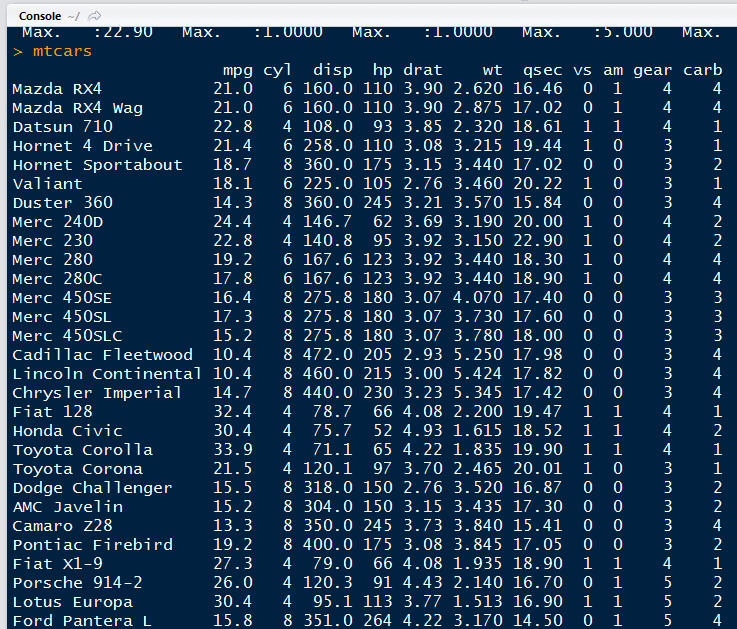 Console ~/
Max. :22.90 Max. :1.0000 Max. :1.0000 Max. :5.000 Max.
> mtcars
mpg cyl disp hp drat wt qsec vs am gear carb
Mazda RX4 21.0 6 160.0 110 3.90 2.620 16.46 0 1 4 4
Mazda RX4 Wag 21.0 6 160.0 110 3.90 2.875 17.02 0 1 4 4
Datsun 710 22.8 4 108.0 93 3.85 2.320 18.61 1 1 4 1
Hornet 4 Drive 21.4 6 258.0 110 3.08 3.215 19.44 1 0 3 1
Hornet Sportabout 18.7 8 360.0 175 3.15 3.440 17.02 0 0 3 2
Valiant 18.1 6 225.0 105 2.76 3.460 20.22 1 0 3 1
Duster 360 14.3 8 360.0 245 3.21 3.570 15.84 0 0 3 4
Merc 240D 24.4 4 146.7 62 3.69 3.190 20.00 1 0 4 2
Merc 230 22.8 4 140.8 95 3.92 3.150 22.90 1 0 4 2
Merc 280 19.2 6 167.6 123 3.92 3.440 18.30 1 0 4 4
Merc 280C 17.8 6 167.6 123 3.92 3.440 18.90 1 0 4 4
Merc 450SE 16.4 8 275.8 180 3.07 4.070 17.40 0 0 3 3
Merc 450SL 17.3 8 275.8 180 3.07 3.730 17.60 0 0 3 3
Merc 450SLC 15.2 8 275.8 180 3.07 3.780 18.00 0 0 3 3
Cadillac Fleetwood 10.4 8 472.0 205 2.93 5.250 17.98 0 0 3 4
Lincoln Continental 10.4 8 460.0 215 3.00 5.424 17.82 0 0 3 4
Chrysler Imperial 14.7 8 440.0 230 3.23 5.345 17.42 0 0 3 4
Fiat 128 32.4 4 78.7 66 4.08 2.200 19.47 1 1 4 1
Honda Civic 30.4 4 75.7 52 4.93 1.615 18.52 1 1 4 2
Toyota Corolla 33.9 4 71.1 65 4.22 1.835 19.90 1 1 4 1
Toyota Corona 21.5 4 120.1 97 3.70 2.465 20.01 1 0 3 1
Dodge Challenger 15.5 8 318.0 150 2.76 3.520 16.87 0 0 3 2
AMC Javelin 15.2 8 304.0 150 3.15 3.435 17.30 0 0 3 2
Camaro Z28 13.3 8 350.0 245 3.73 3.840 15.41 0 0 3 4
Pontiac Firebird 19.2 8 400.0 175 3.08 3.845 17.05 0 0 3 2
Fiat X1-9 27.3 4 79.0 66 4.08 1.935 18.90 1 1 4 1
Porsche 914-2 26.0 4 120.3 91 4.43 2.140 16.70 0 1 5 2
Lotus Europa 30.4 4 95.1 113 3.77 1.513 16.90 1 1 5 2
Ford Pantera L 15.8 8 351.0 264 4.22 3.170 14.50 0 1 5 4